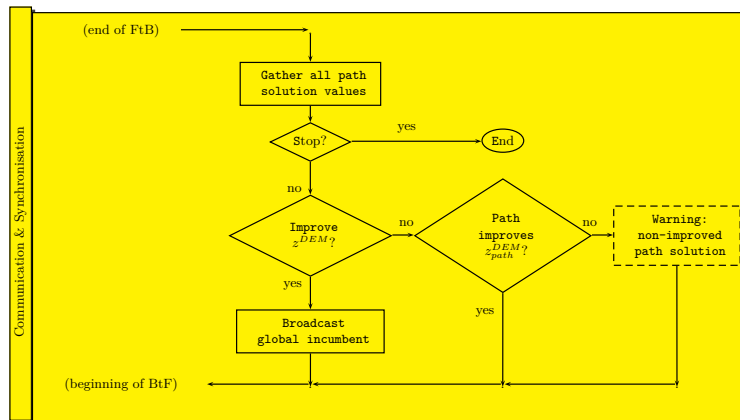 Communication & Synchronisation
(end of FtB)
Gather all path
solution values
Stop?
yes
End
no
Improve
z^{DEM}?
no
Path
improves
z_{path}^{DEM}?
no
Warning:
non-improved
path solution
yes
yes
Broadcast
global incumbent
(beginning of BtF)